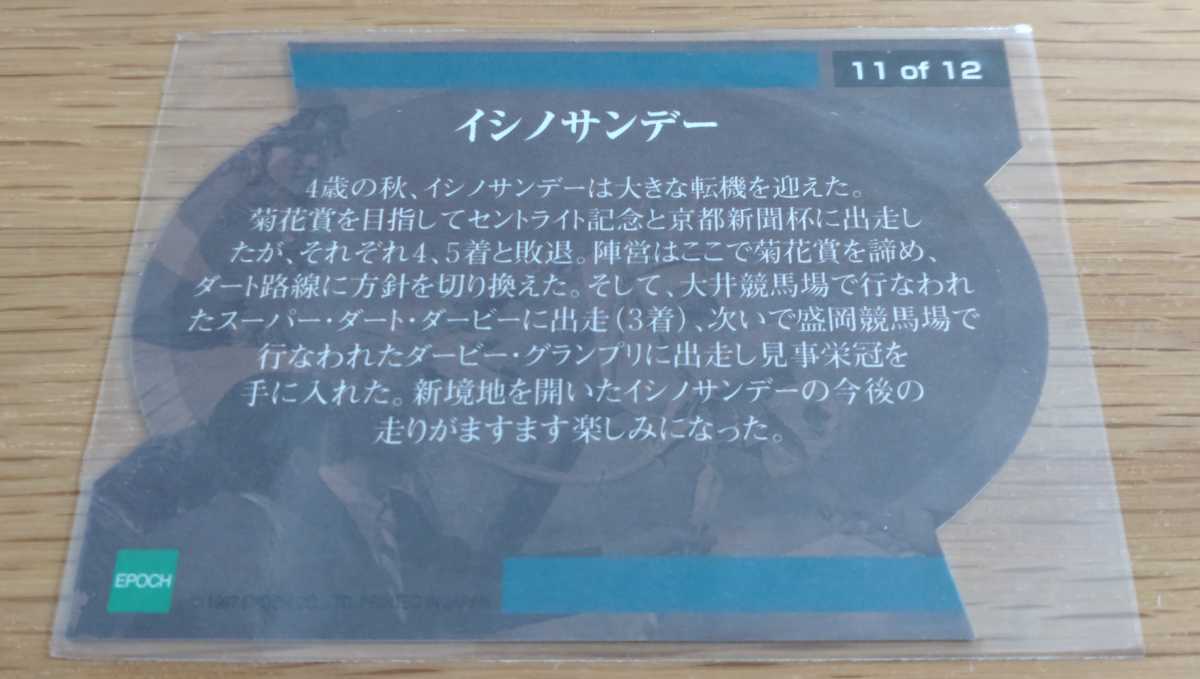 11 of 12
イシノサンデー
4歳の秋、イシノサンデーは大きな転機を迎えた。
菊花賞を目指してセントライト記念と京都新聞杯に出走し
たが、それぞれ4、5着と敗退。陣営はここで菊花賞を諦め、
ダート路線に方針を切り換えた。そして、大井競馬場で行なわれ
たスーパー・ダート・ダービーに出走(3着)、次いで盛岡競馬場で
行なわれたダービー・グランプリに出走し見事栄冠を
手に入れた。新境地を開いたイシノサンデーの今後の
走りがますます楽しみになった。
EPOCH